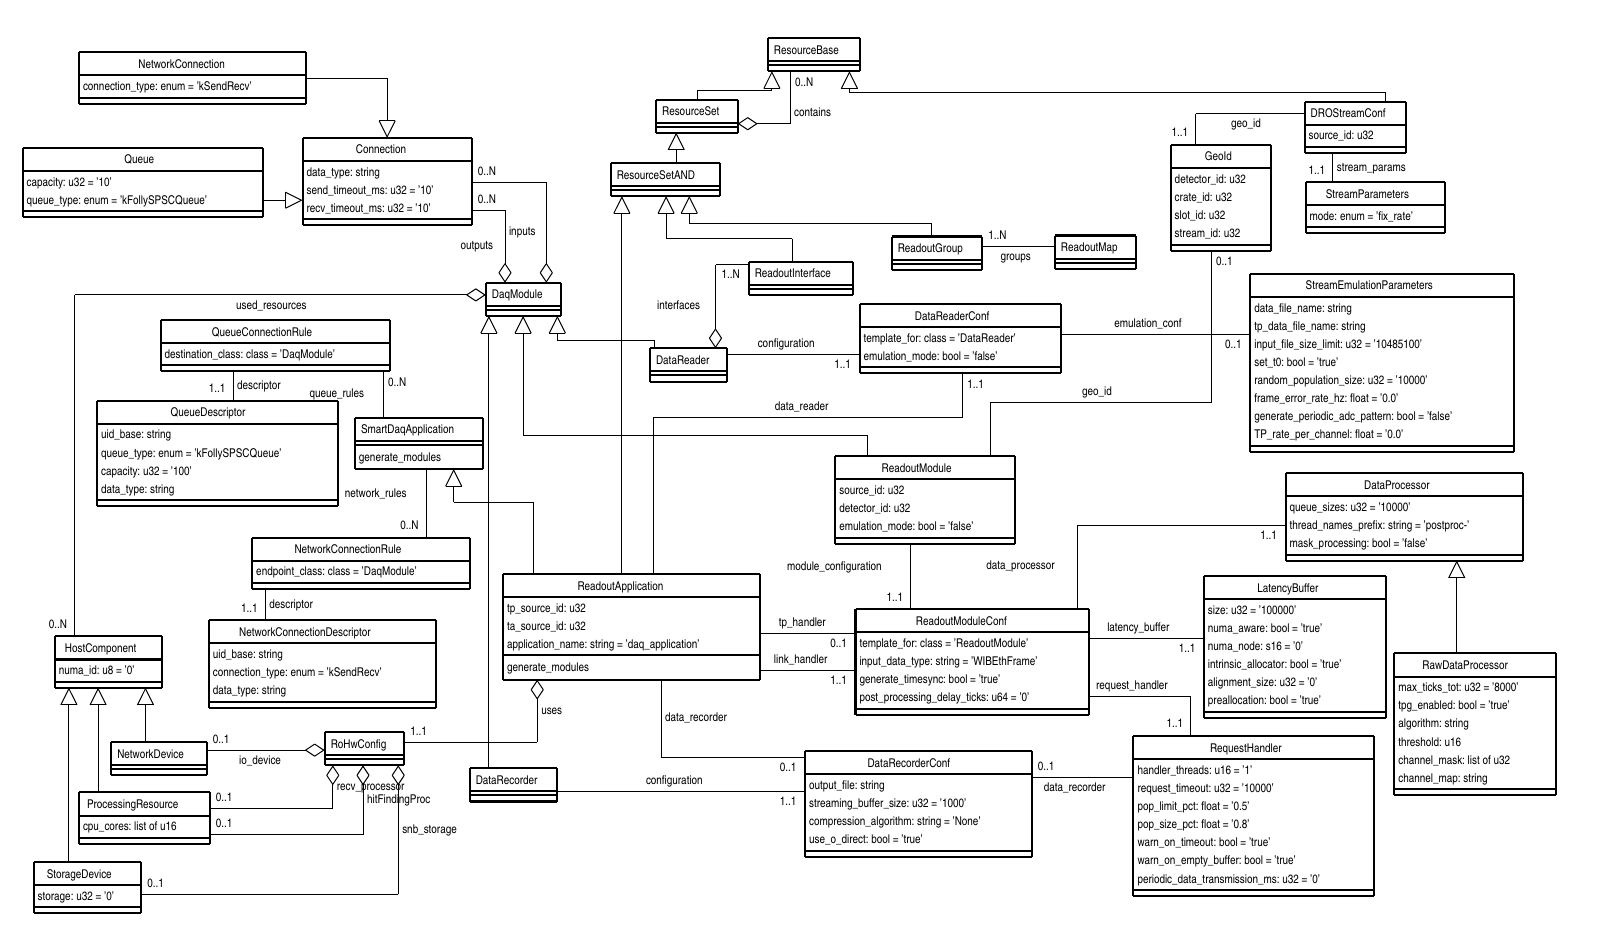 NetworkConnection
connection_type: enum = 'kSendRecv'
Queue
capacity: u32 = '10'
queue_type: enum = 'kFollySPSCQueue'
Connection
data_type: string
send_timeout_ms: u32 = '10'
recv_timeout_ms: u32 = '10'
0..N
0..N
inputs
outputs
ResourceBase
0..N
contains
ResourceSet
ResourceSetAND
ReadoutGroup
1..N
groups
ReadoutMap
ReadoutInterface
1..N
interfaces
DROStreamConf
source_id: u32
geo_id
1..1
1..1
stream_params
StreamParameters
mode: enum = 'fix_rate'
GeoId
detector_id: u32
crate_id: u32
slot_id: u32
stream_id: u32
0..1
geo_id
DaqModule
used_resources
QueueConnectionRule
destination_class: class = 'DaqModule'
1..1
descriptor
queue_rules
0..N
QueueDescriptor
uid_base: string
queue_type: enum = 'kFollySPSCQueue'
capacity: u32 = '100'
data_type: string
SmartDaqApplication
generate_modules
network_rules
0..N
DataReader
configuration
1..1
DataReaderConf
template_for: class = 'DataReader'
emulation_mode: bool = 'false'
1..1
data_reader
emulation_conf
0..1
StreamEmulationParameters
data_file_name: string
tp_data_file_name: string
input_file_size_limit: u32 = '10485100'
set_t0: bool = 'true'
random_population_size: u32 = '10000'
frame_error_rate_hz: float = '0.0'
generate_periodic_adc_pattern: bool = 'false'
TP_rate_per_channel: float = '0.0'
ReadoutModule
source_id: u32
detector_id: u32
emulation_mode: bool = 'false'
module_configuration
1..1
data_processor
1..1
DataProcessor
queue_sizes: u32 = '10000'
thread_names_prefix: string = 'postproc-'
mask_processing: bool = 'false'
NetworkConnectionRule
endpoint_class: class = 'DaqModule'
1..1
descriptor
NetworkConnectionDescriptor
uid_base: string
connection_type: enum = 'kSendRecv'
data_type: string
ReadoutApplication
tp_source_id: u32
ta_source_id: u32
application_name: string = 'daq_application'
generate_modules
tp_handler
0..1
link_handler
1..1
ReadoutModuleConf
template_for: class = 'ReadoutModule'
input_data_type: string = 'WIBEthFrame'
generate_timesync: bool = 'true'
post_processing_delay_ticks: u64 = '0'
latency_buffer
1..1
request_handler
1..1
LatencyBuffer
size: u32 = '100000'
numa_aware: bool = 'true'
numa_node: s16 = '0'
intrinsic_allocator: bool = 'true'
alignment_size: u32 = '0'
preallocation: bool = 'true'
RawDataProcessor
max_ticks_tot: u32 = '8000'
tpg_enabled: bool = 'true'
algorithm: string
threshold: u16
channel_mask: list of u32
channel_map: string
0..N
HostComponent
numa_id: u8 = '0'
NetworkDevice
0..1
io_device
RoHwConfig
1..1
uses
recv_processor
hitFindingProc
snb_storage
ProcessingResource
cpu_cores: list of u16
0..1
0..1
StorageDevice
storage: u32 = '0'
0..1
DataRecorder
configuration
1..1
data_recorder
0..1
DataRecorderConf
output_file: string
streaming_buffer_size: u32 = '1000'
compression_algorithm: string = 'None'
use_o_direct: bool = 'true'
0..1
data_recorder
RequestHandler
handler_threads: u16 = '1'
request_timeout: u32 = '10000'
pop_limit_pct: float = '0.5'
pop_size_pct: float = '0.8'
warn_on_timeout: bool = 'true'
warn_on_empty_buffer: bool = 'true'
periodic_data_transmission_ms: u32 = '0'